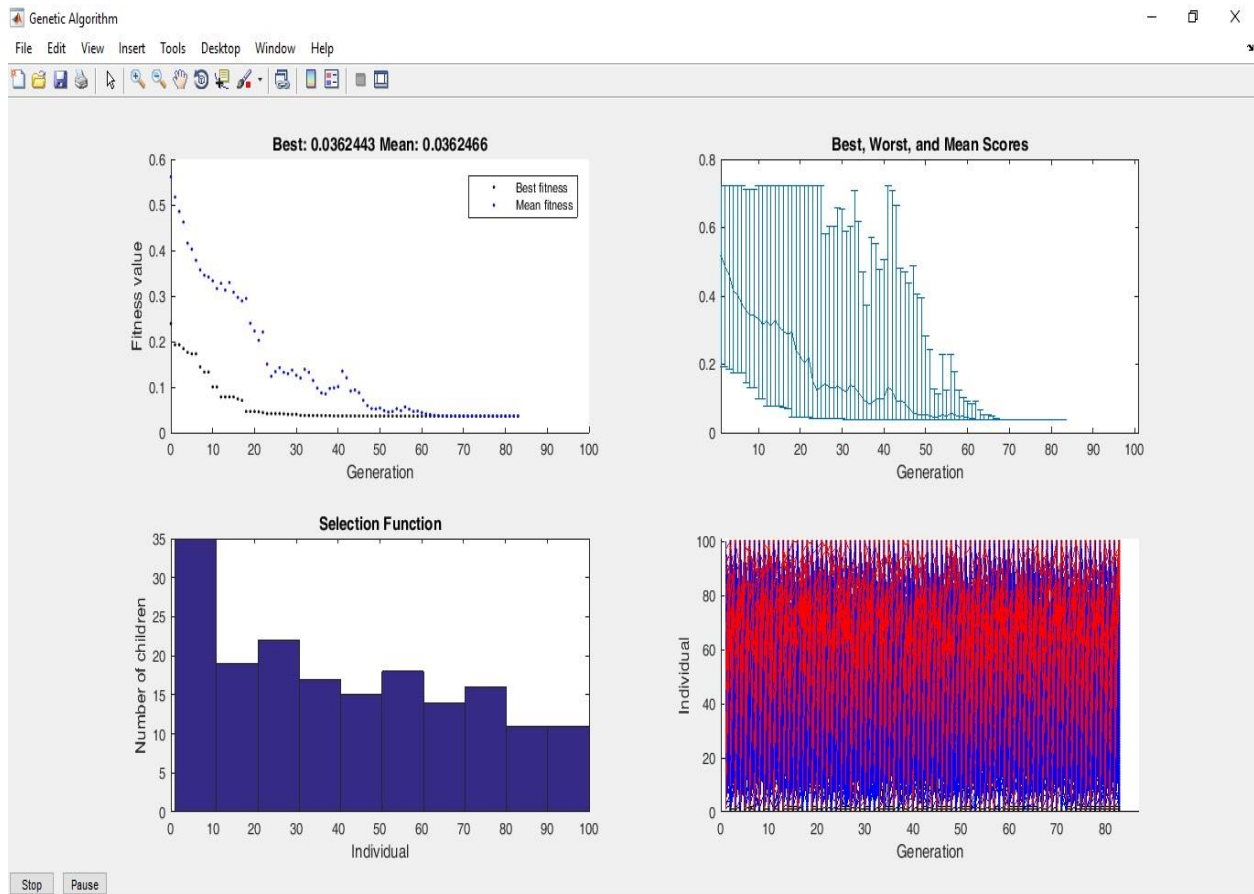 Genetic Algorithm
File Edit View Insert Tools Desktop Window Help
Best: 0.0362443 Mean: 0.0362466
0.6
0.5
0.4
0.3
0.2
0.1
0
Fitness value
Best fitness
Mean fitness
0 10 20 30 40 50 60 70 80 90 100
Generation
Best, Worst, and Mean Scores
0.8
0.6
0.4
0.2
0
10 20 30 40 50 60 70 80 90 100
Generation
Selection Function
35
30
25
20
15
10
5
0
Number of children
0 10 20 30 40 50 60 70 80 90 100
Individual
100
80
60
40
20
0
Individual
0 10 20 30 40 50 60 70 80
Generation
Stop Pause